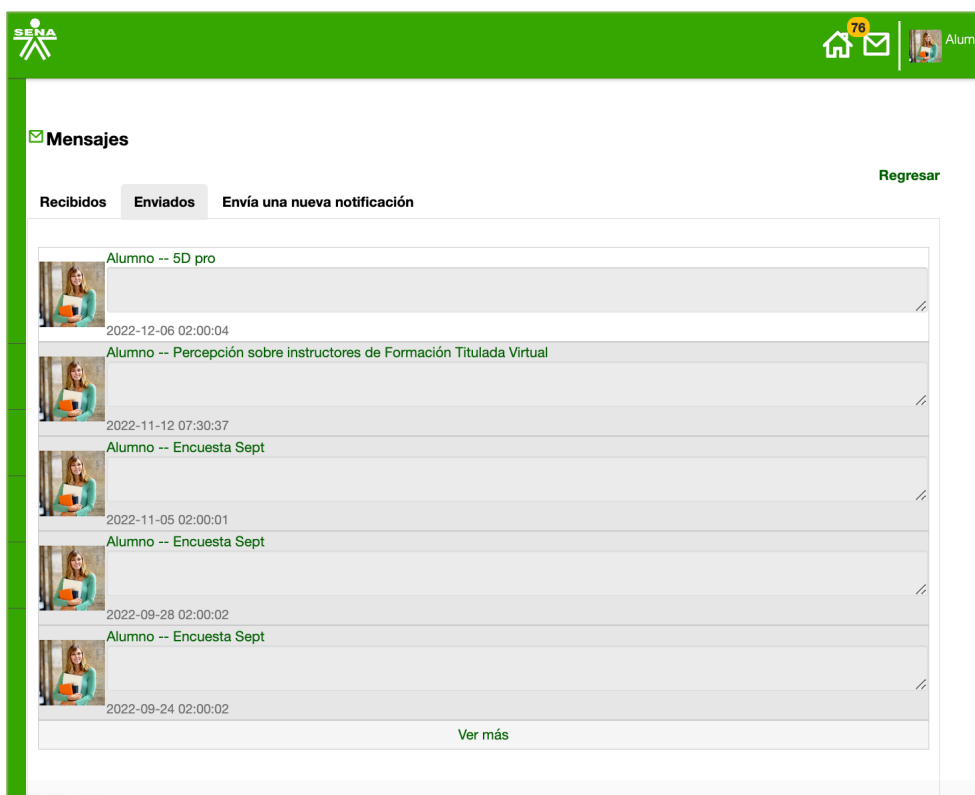 SENA
76
Alum
Mensajes
Regresar
Recibidos Enviados Envía una nueva notificación
Alumno -- 5D pro
2022-12-06 02:00:04
Alumno -- Percepción sobre instructores de Formación Titulada Virtual
2022-11-12 07:30:37
Alumno -- Encuesta Sept
2022-11-05 02:00:01
Alumno -- Encuesta Sept
2022-09-28 02:00:02
Alumno -- Encuesta Sept
2022-09-24 02:00:02
Ver más